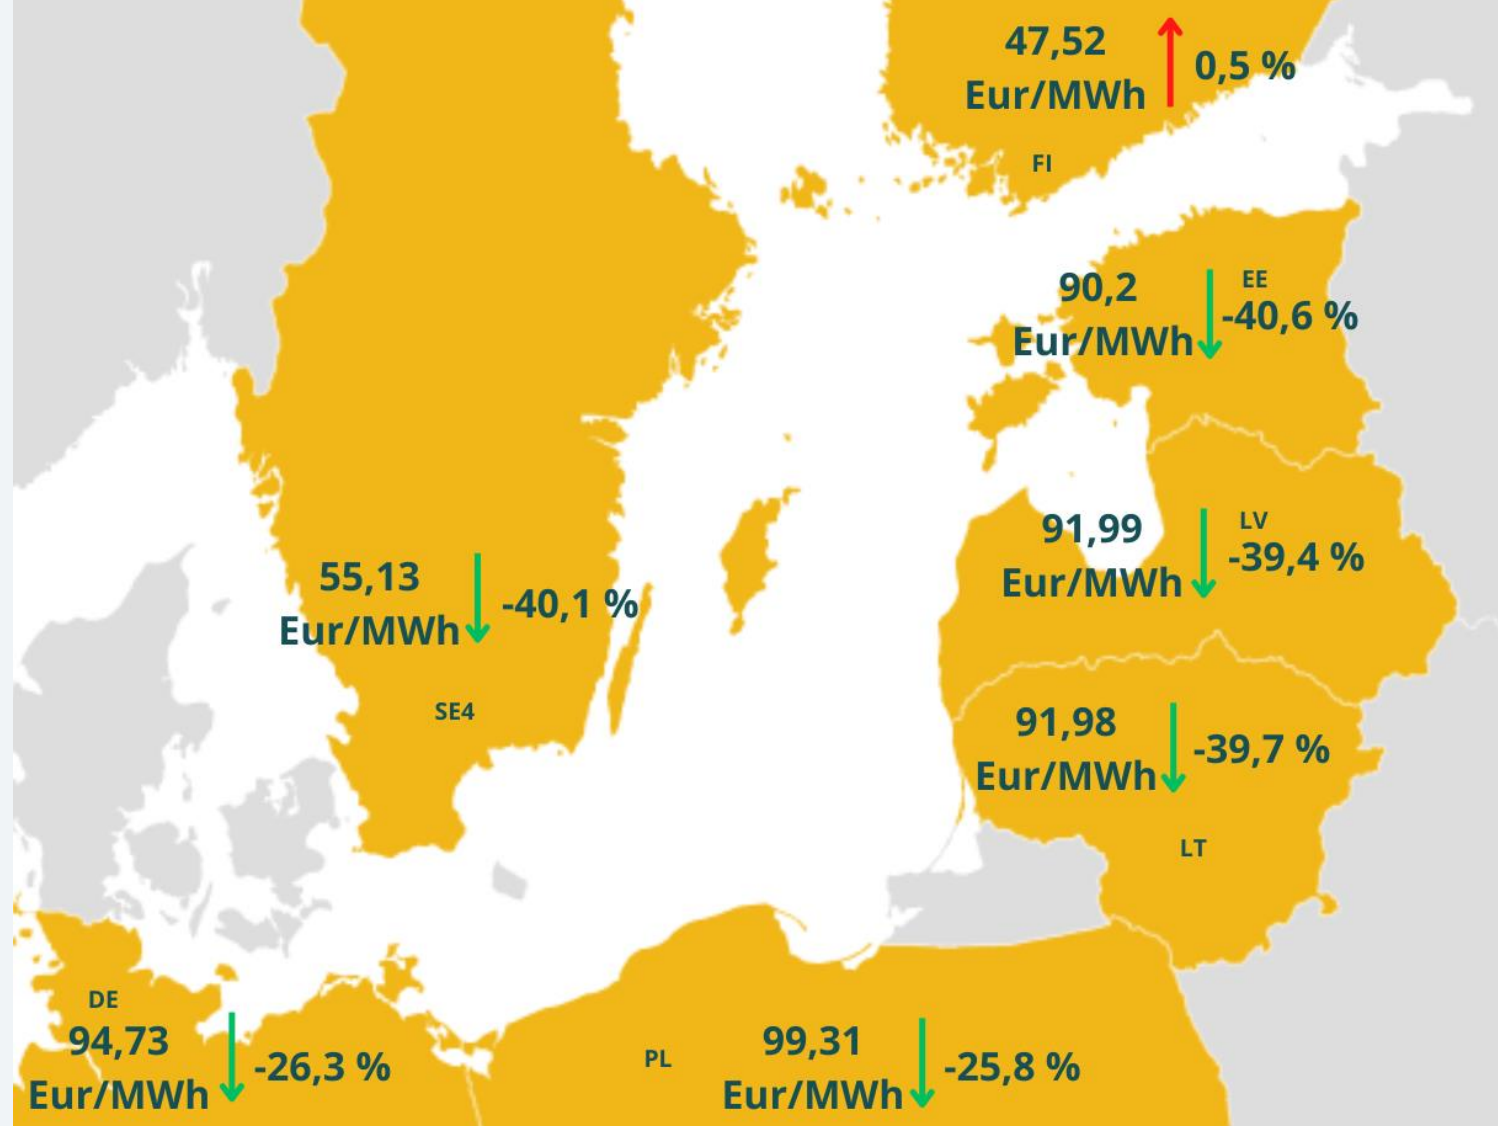 47,52
Eur/MWh
0,5 %
FI
EE
90,2
Eur/MWh
-40,6 %
LV
91,99
Eur/MWh
-39,4 %
55,13
Eur/MWh
-40,1 %
SE4
91,98
Eur/MWh
-39,7 %
LT
DE
94,73
Eur/MWh
-26,3 %
PL
99,31
Eur/MWh
-25,8 %